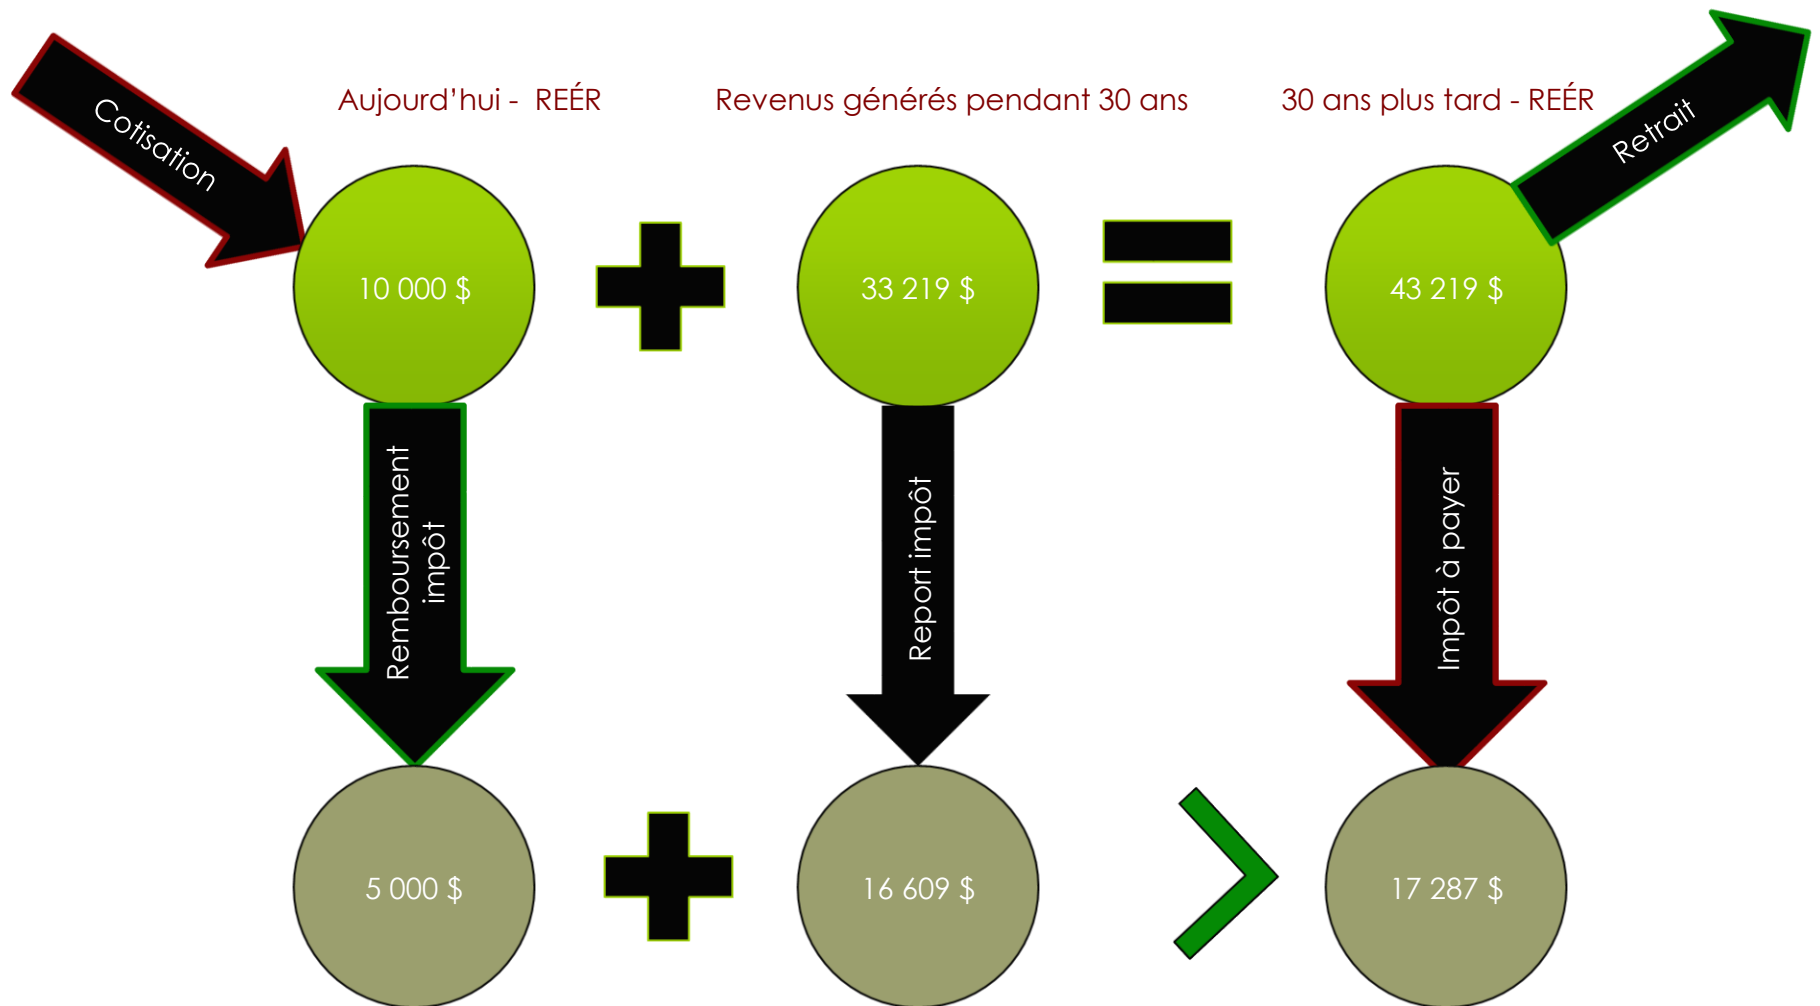 Cotisation
Aujourd’hui - REÉR
Revenus générés pendant 30 ans
30 ans plus tard - REÉR
Retrait
10 000 $
33 219 $
43 219 $
Remboursement
impôt
Report impôt
Impôt à payer
5 000 $
16 609 $
17 287 $